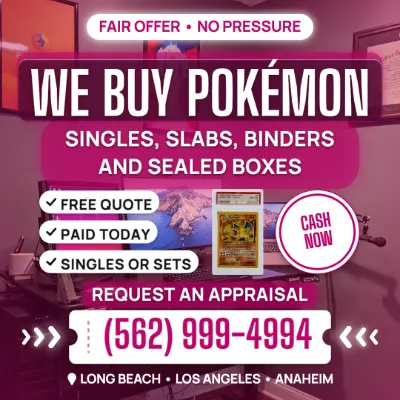 FAIR OFFER • NO PRESSURE
WE BUY POKÉMON
SINGLES, SLABS, BINDERS
AND SEALED BOXES
FREE QUOTE
PAID TODAY
SINGLES OR SETS
CASH
NOW
REQUEST AN APPRAISAL
(562) 999-4994
LONG BEACH • LOS ANGELES • ANAHEIM